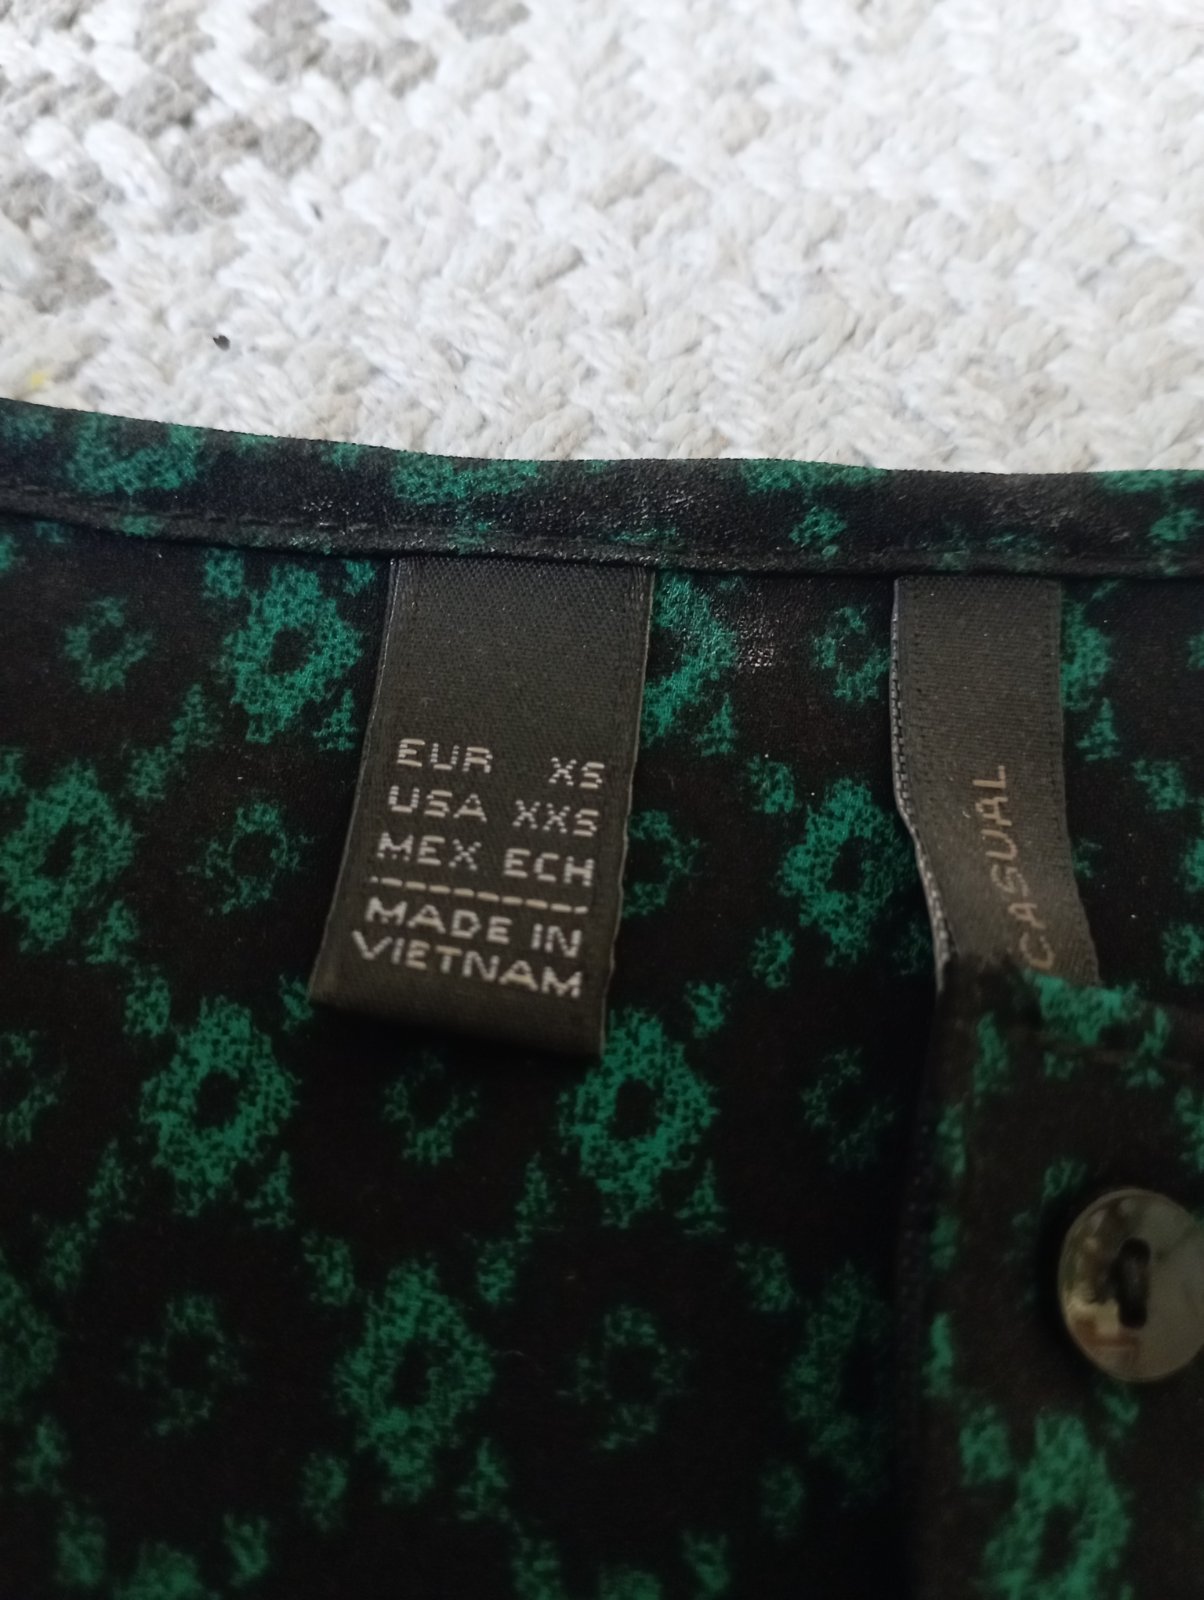 EUR XS
USA XXS
MEX ECH
MADE IN
VIETNAM
CASUAL